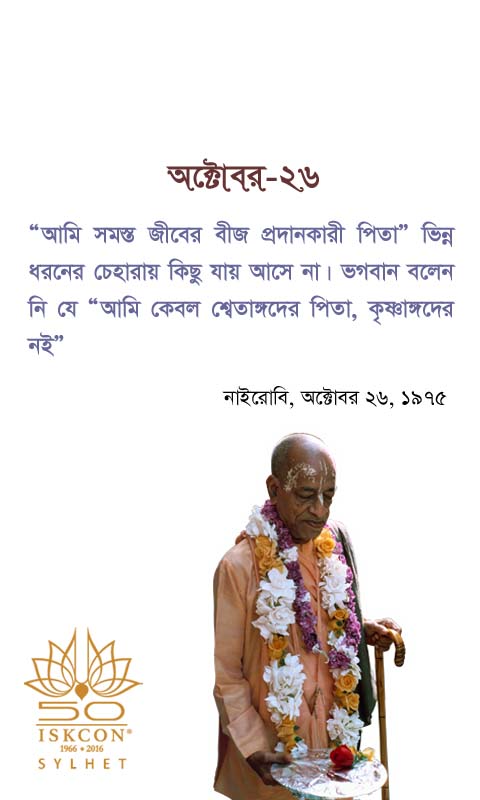 অক্টোবর-২৬
“আমি সমস্ত জীবের বীজ প্রদানকারী পিতা” ভিন্ন
ধরনের চেহারায় কিছু যায় আসে না। ভগবান বলেন
নি যে “আমি কেবল শ্বেতাঙ্গদের পিতা, কৃষ্ণাঙ্গদের
নই”
নাইরোবি, অক্টোবর ২৬, ১৯৭৫
50
ISKCON®
1966 • 2016
SYLHET